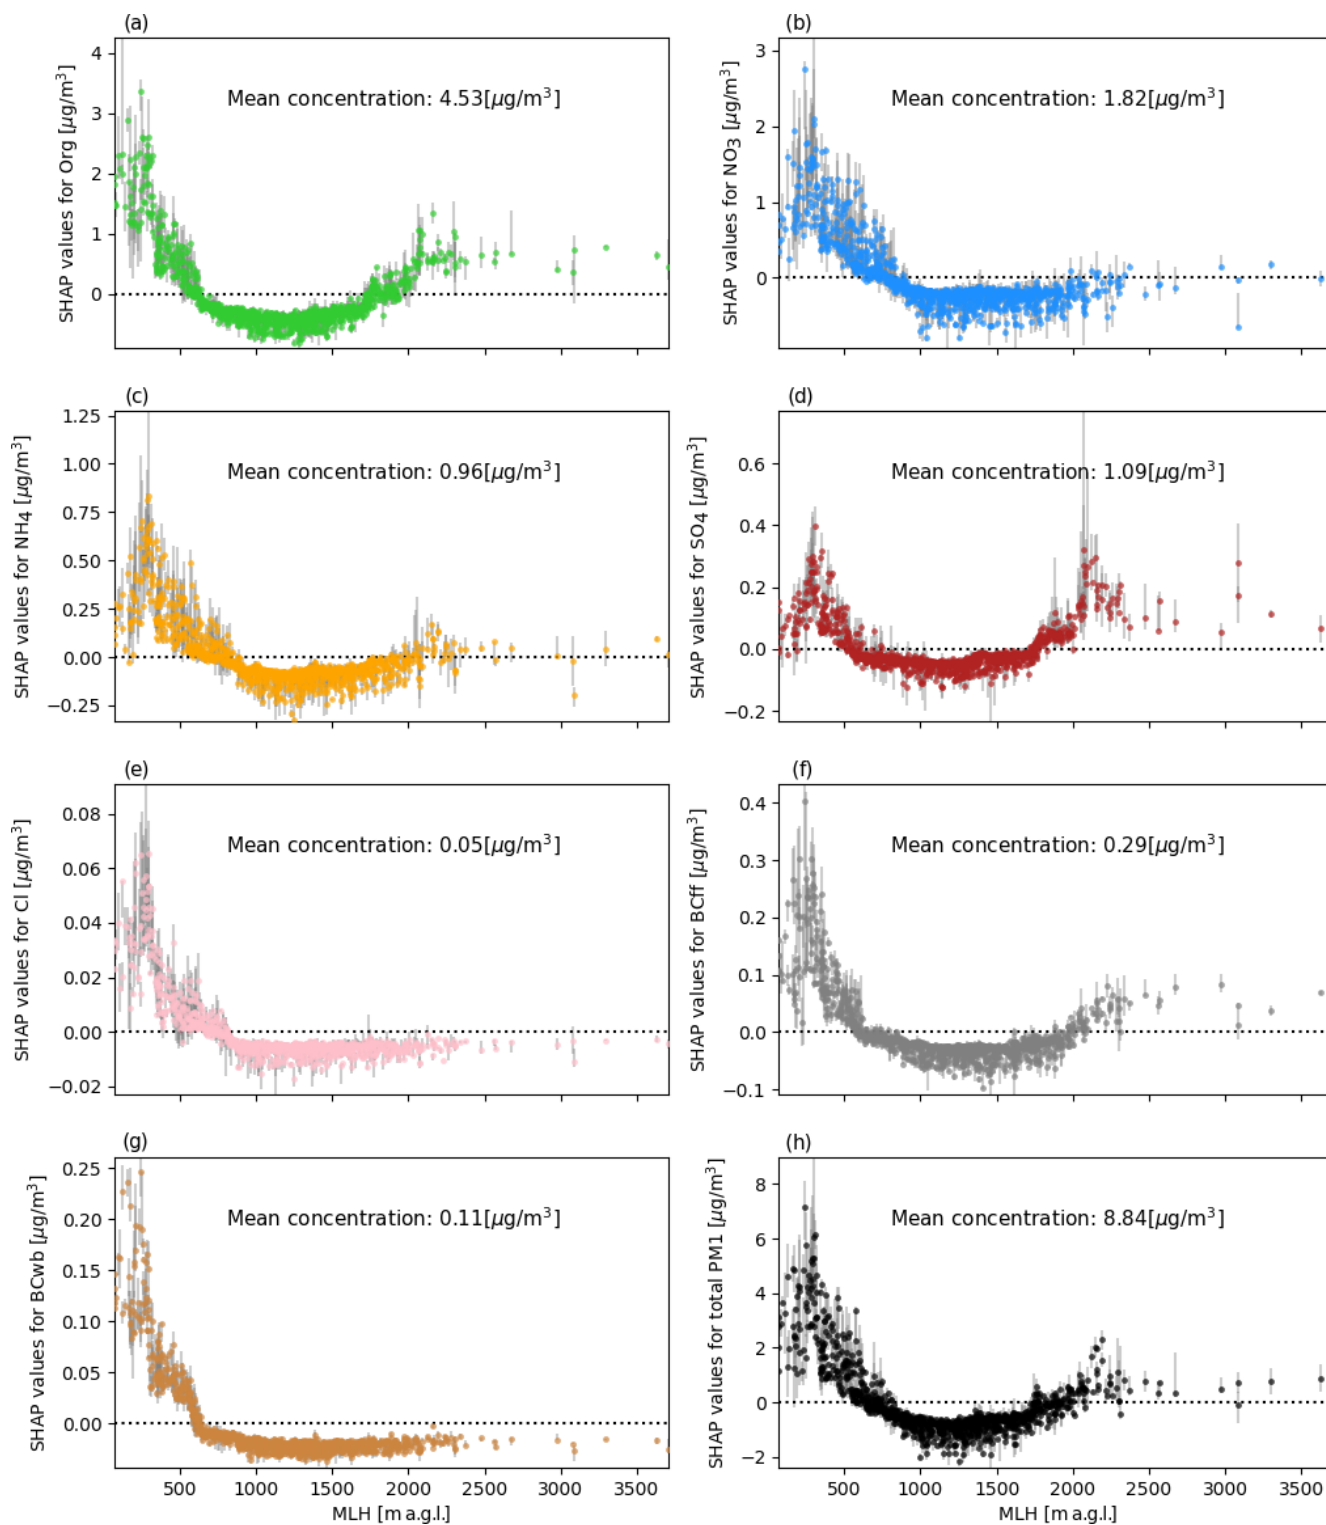 (a)
4
3
2
1
0
SHAP values for Org [μg/m³]
Mean concentration: 4.53[μg/m³]
(b)
3
2
1
0
SHAP values for NO₃ [μg/m³]
Mean concentration: 1.82[μg/m³]
(c)
1.25
1.00
0.75
0.50
0.25
0.00
−0.25
SHAP values for NH₄ [μg/m³]
Mean concentration: 0.96[μg/m³]
(d)
0.6
0.4
0.2
0.0
−0.2
SHAP values for SO₄ [μg/m³]
Mean concentration: 1.09[μg/m³]
(e)
0.08
0.06
0.04
0.02
0.00
−0.02
SHAP values for Cl [μg/m³]
Mean concentration: 0.05[μg/m³]
(f)
0.4
0.3
0.2
0.1
0.0
−0.1
SHAP values for BCff [μg/m³]
Mean concentration: 0.29[μg/m³]
(g)
0.25
0.20
0.15
0.10
0.05
0.00
SHAP values for BCwb [μg/m³]
Mean concentration: 0.11[μg/m³]
500 1000 1500 2000 2500 3000 3500
MLH [m a.g.l.]
(h)
8
6
4
2
0
−2
SHAP values for total PM1 [μg/m³]
Mean concentration: 8.84[μg/m³]
500 1000 1500 2000 2500 3000 3500
MLH [m a.g.l.]